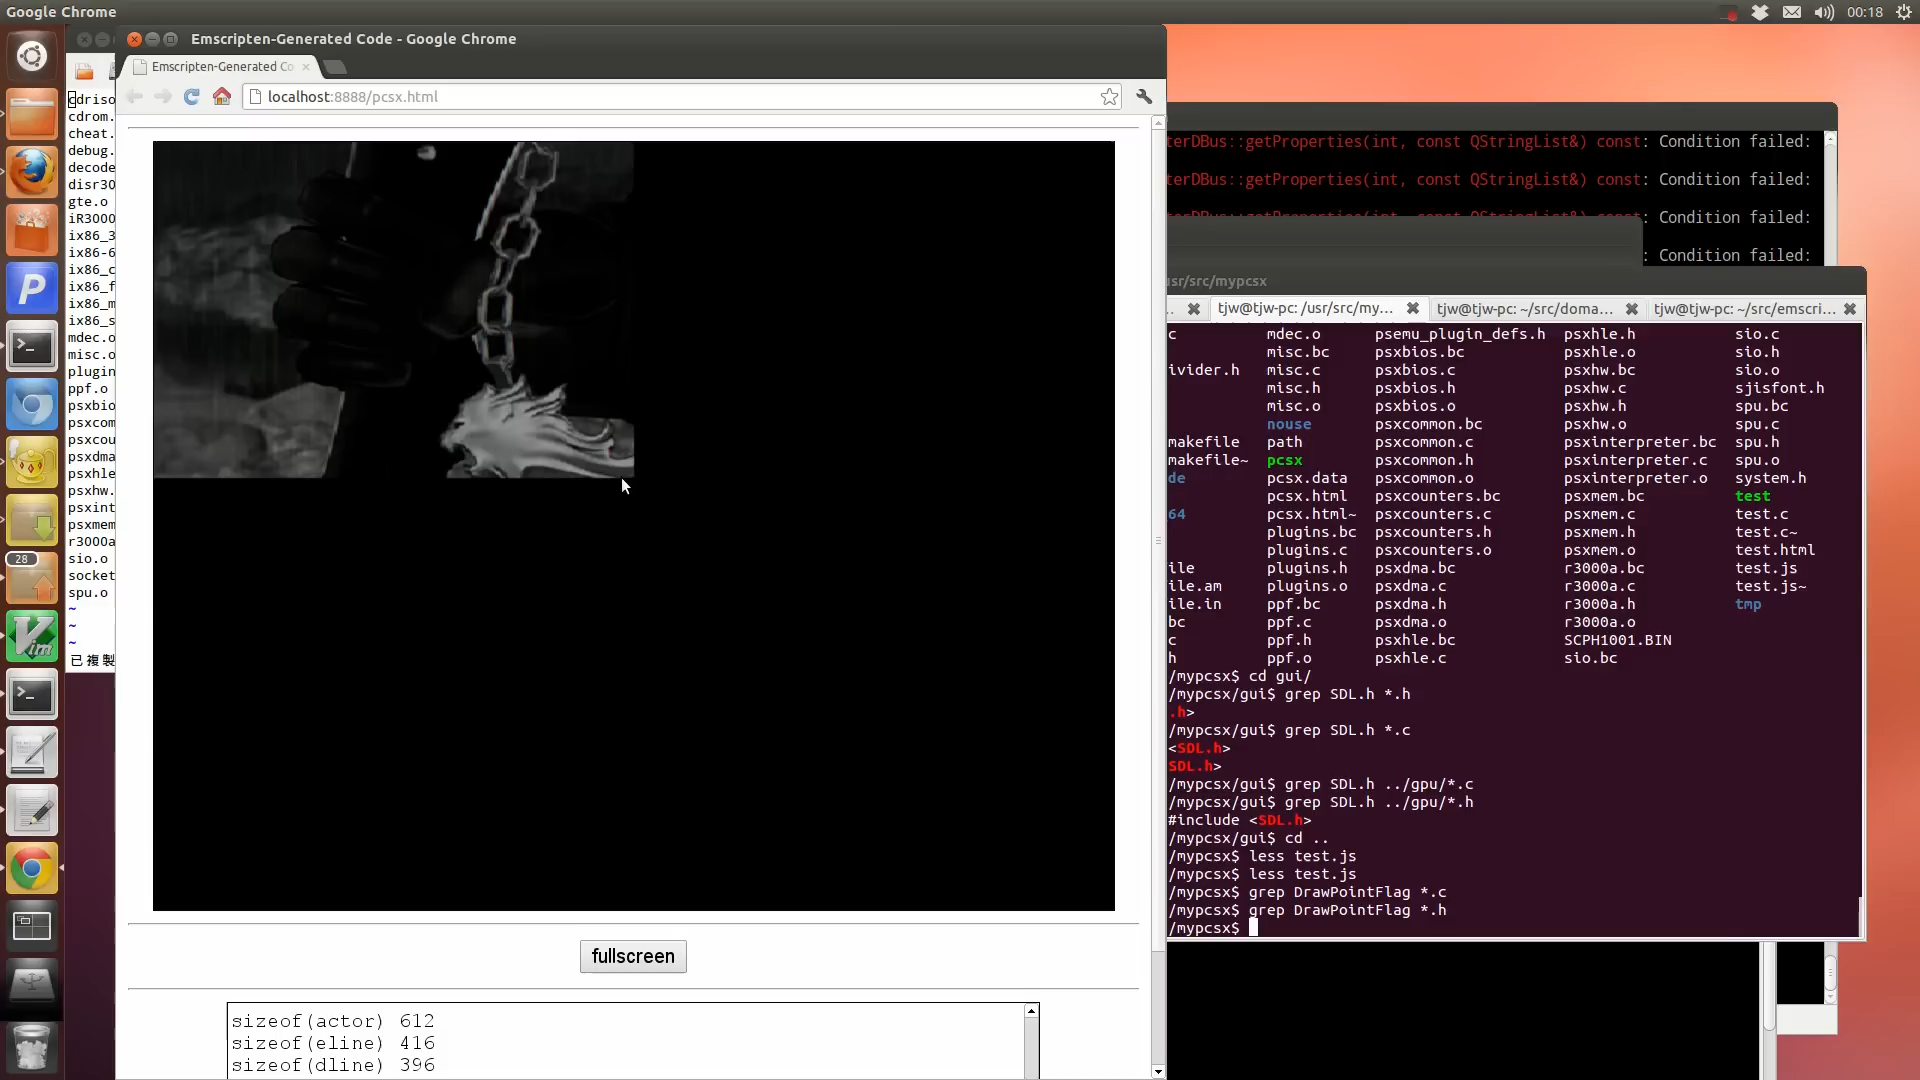 Google Chrome
00:18
Emscripten-Generated Code - Google Chrome
Emscripten-Generated Co
localhost:8888/pcsx.html
cdriso
cdrom.
cheat.
debug.
decode
disr30
gte.o
iR3000
ix86_3
ix86-6
ix86_c
ix86_f
ix86_m
ix86_s
mdec.o
misc.o
plugin
ppf.o
psxbio
psxcom
psxcou
psxdma
psxhle
psxhw.
psxint
psxmem
r3000a
sio.o
socket
spu.o
~
~
~
已複製
28
fullscreen
sizeof(actor) 612
sizeof(eline) 416
sizeof(dline) 396
terDBus::getProperties(int, const QStringList&) const: Condition failed:
terDBus::getProperties(int, const QStringList&) const: Condition failed:
terDBus::getProperties(int, const QStringList&) const: Condition failed:
: Condition failed:
usr/src/mypcsx
tjw@tjw-pc: /usr/src/my...
tjw@tjw-pc: ~/src/doma...
tjw@tjw-pc: ~/src/emscri...
c mdec.o psemu_plugin_defs.h psxhle.h sio.c
misc.bc psxbios.bc psxhle.o sio.h
ivider.h misc.c psxbios.c psxhw.bc sio.o
misc.h psxbios.h psxhw.c sjisfont.h
misc.o psxbios.o psxhw.h spu.bc
nouse psxcommon.bc psxhw.o spu.c
makefile path psxcommon.c psxinterpreter.bc spu.h
makefile~ pcsx psxcommon.h psxinterpreter.c spu.o
de pcsx.data psxcommon.o psxinterpreter.o system.h
pcsx.html psxcounters.bc psxmem.bc test
64 pcsx.html~ psxcounters.c psxmem.c test.c
plugins.bc psxcounters.h psxmem.h test.c~
plugins.c psxcounters.o psxmem.o test.html
ile plugins.h psxdma.bc r3000a.bc test.js
ile.am plugins.o psxdma.c r3000a.c test.js~
ile.in ppf.bc psxdma.h r3000a.h tmp
bc ppf.c psxdma.o r3000a.o
c ppf.h psxhle.bc SCPH1001.BIN
h ppf.o psxhle.c sio.bc
/mypcsx$ cd gui/
/mypcsx/gui$ grep SDL.h *.h
.h>
/mypcsx/gui$ grep SDL.h *.c
<SDL.h>
SDL.h>
/mypcsx/gui$ grep SDL.h ../gpu/*.c
/mypcsx/gui$ grep SDL.h ../gpu/*.h
#include <SDL.h>
/mypcsx/gui$ cd ..
/mypcsx$ less test.js
/mypcsx$ less test.js
/mypcsx$ grep DrawPointFlag *.c
/mypcsx$ grep DrawPointFlag *.h
/mypcsx$